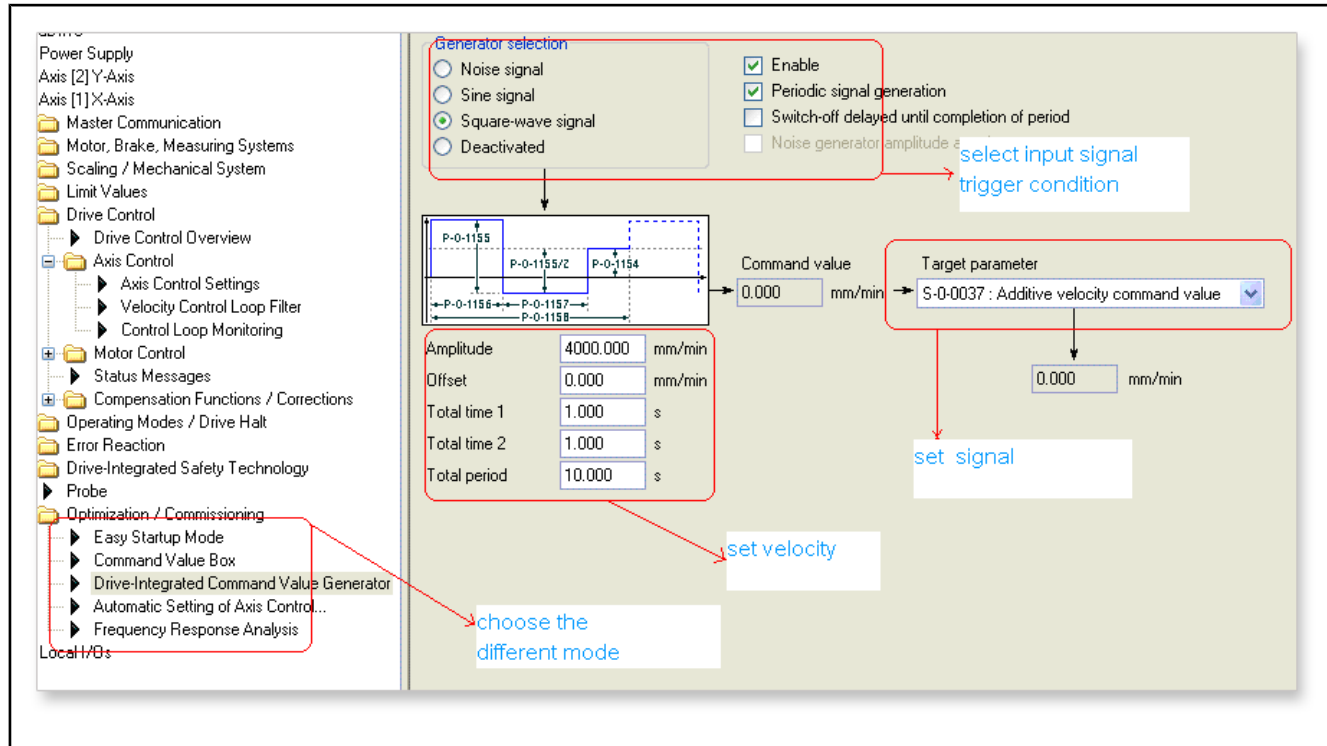 Power Supply
Axis [2] Y-Axis
Axis [1] X-Axis
Master Communication
Motor, Brake, Measuring Systems
Scaling / Mechanical System
Limit Values
Drive Control
Drive Control Overview
Axis Control
Axis Control Settings
Velocity Control Loop Filter
Control Loop Monitoring
Motor Control
Status Messages
Compensation Functions / Corrections
Operating Modes / Drive Halt
Error Reaction
Drive-Integrated Safety Technology
Probe
Optimization / Commissioning
Easy Startup Mode
Command Value Box
Drive-Integrated Command Value Generator
Automatic Setting of Axis Control...
Frequency Response Analysis
Local I/Os
Generator selection
Noise signal
Sine signal
Square-wave signal
Deactivated
Enable
Periodic signal generation
Switch-off delayed until completion of period
Noise generator amplitude
select input signal
trigger condition
P-0-1155
P-0-1155/2 P-0-1154
P-0-1156 P-0-1157
P-0-1158
Command value
0.000 mm/min
Target parameter
S-0-0037 : Additive velocity command value
0.000 mm/min
Amplitude 4000.000 mm/min
Offset 0.000 mm/min
Total time 1 1.000 s
Total time 2 1.000 s
Total period 10.000 s
set signal
set velocity
choose the
different mode